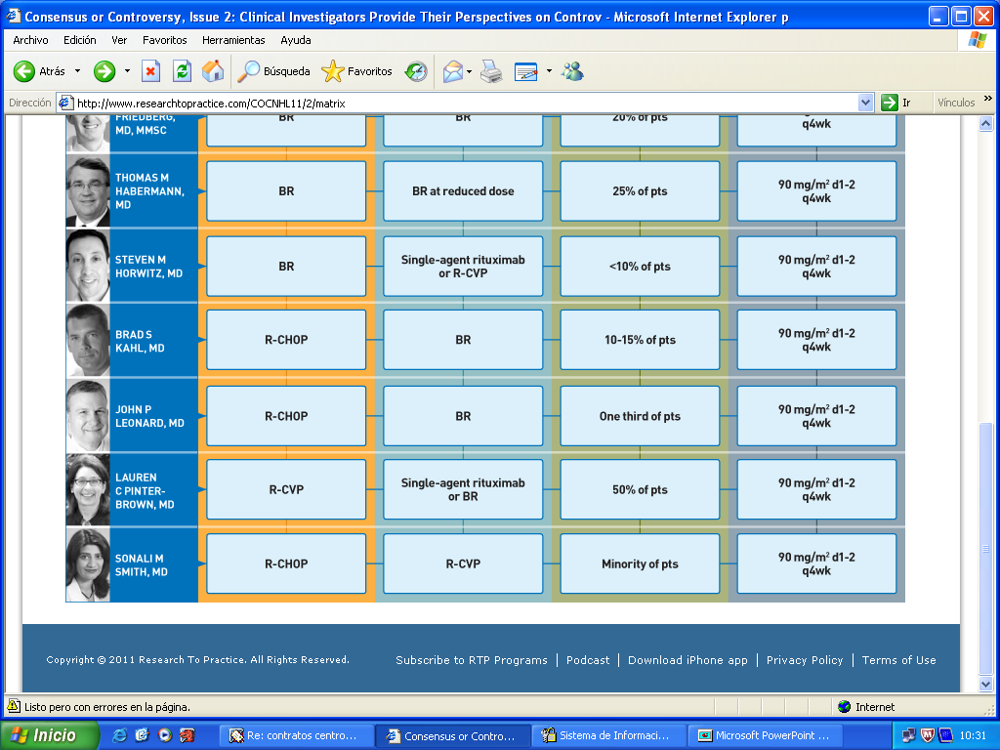 Consensus or Controversy, Issue 2: Clinical Investigators Provide Their Perspectives on Controv - Microsoft Internet Explorer p
Archivo Edición Ver Favoritos Herramientas Ayuda
Atrás Búsqueda Favoritos
Dirección http://www.researchtopractice.com/COCNHL11/2/matrix Ir Vínculos »
FRIEDBERG,
MD, MMSC
BR
BR
20% of pts
q4wk
THOMAS M
HABERMANN,
MD
BR
BR at reduced dose
25% of pts
90 mg/m² d1-2
q4wk
STEVEN M
HORWITZ, MD
BR
Single-agent rituximab
or R-CVP
<10% of pts
90 mg/m² d1-2
q4wk
BRAD S
KAHL, MD
R-CHOP
BR
10-15% of pts
90 mg/m² d1-2
q4wk
JOHN P
LEONARD, MD
R-CHOP
BR
One third of pts
90 mg/m² d1-2
q4wk
LAUREN
C PINTER-
BROWN, MD
R-CVP
Single-agent rituximab
or BR
50% of pts
90 mg/m² d1-2
q4wk
SONALI M
SMITH, MD
R-CHOP
R-CVP
Minority of pts
90 mg/m² d1-2
q4wk
Copyright © 2011 Research To Practice. All Rights Reserved.
Subscribe to RTP Programs | Podcast | Download iPhone app | Privacy Policy | Terms of Use
Listo pero con errores en la página. Internet
Inicio Re: contratos centro... Consensus or Contro... Sistema de Informaci... Microsoft PowerPoint ... 10:31